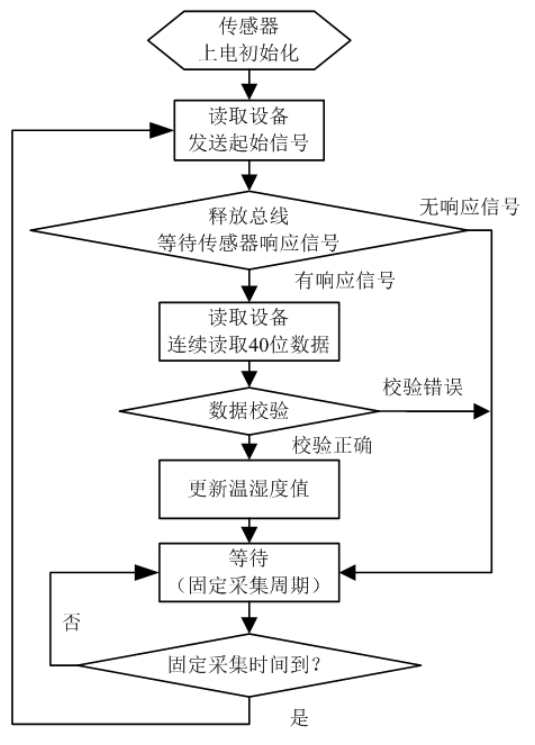 传感器
上电初始化
读取设备
发送起始信号
释放总线
等待传感器响应信号
无响应信号
有响应信号
读取设备
连续读取40位数据
校验错误
数据校验
校验正确
更新温湿度值
等待
（固定采集周期）
否
固定采集时间到？
是